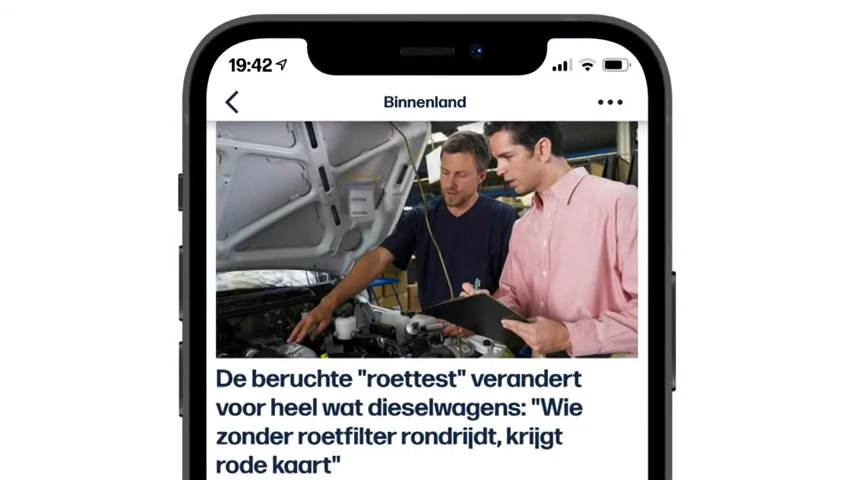 19:42
Binnenland
De beruchte "roettest" verandert
voor heel wat dieselwagens: "Wie
zonder roetfilter rondrijdt, krijgt
rode kaart"